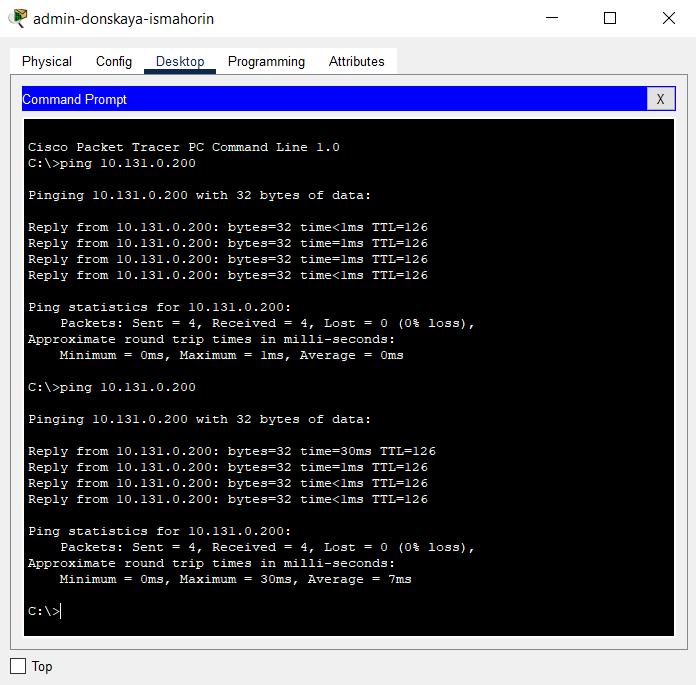 admin-donskaya-ismahorin
Physical Config Desktop Programming Attributes
Command Prompt X
Cisco Packet Tracer PC Command Line 1.0
C:\>ping 10.131.0.200
Pinging 10.131.0.200 with 32 bytes of data:
Reply from 10.131.0.200: bytes=32 time<1ms TTL=126
Reply from 10.131.0.200: bytes=32 time=1ms TTL=126
Reply from 10.131.0.200: bytes=32 time=1ms TTL=126
Reply from 10.131.0.200: bytes=32 time<1ms TTL=126
Ping statistics for 10.131.0.200:
Packets: Sent = 4, Received = 4, Lost = 0 (0% loss),
Approximate round trip times in milli-seconds:
Minimum = 0ms, Maximum = 1ms, Average = 0ms
C:\>ping 10.131.0.200
Pinging 10.131.0.200 with 32 bytes of data:
Reply from 10.131.0.200: bytes=32 time=30ms TTL=126
Reply from 10.131.0.200: bytes=32 time=1ms TTL=126
Reply from 10.131.0.200: bytes=32 time<1ms TTL=126
Reply from 10.131.0.200: bytes=32 time<1ms TTL=126
Ping statistics for 10.131.0.200:
Packets: Sent = 4, Received = 4, Lost = 0 (0% loss),
Approximate round trip times in milli-seconds:
Minimum = 0ms, Maximum = 30ms, Average = 7ms
C:\>
Top